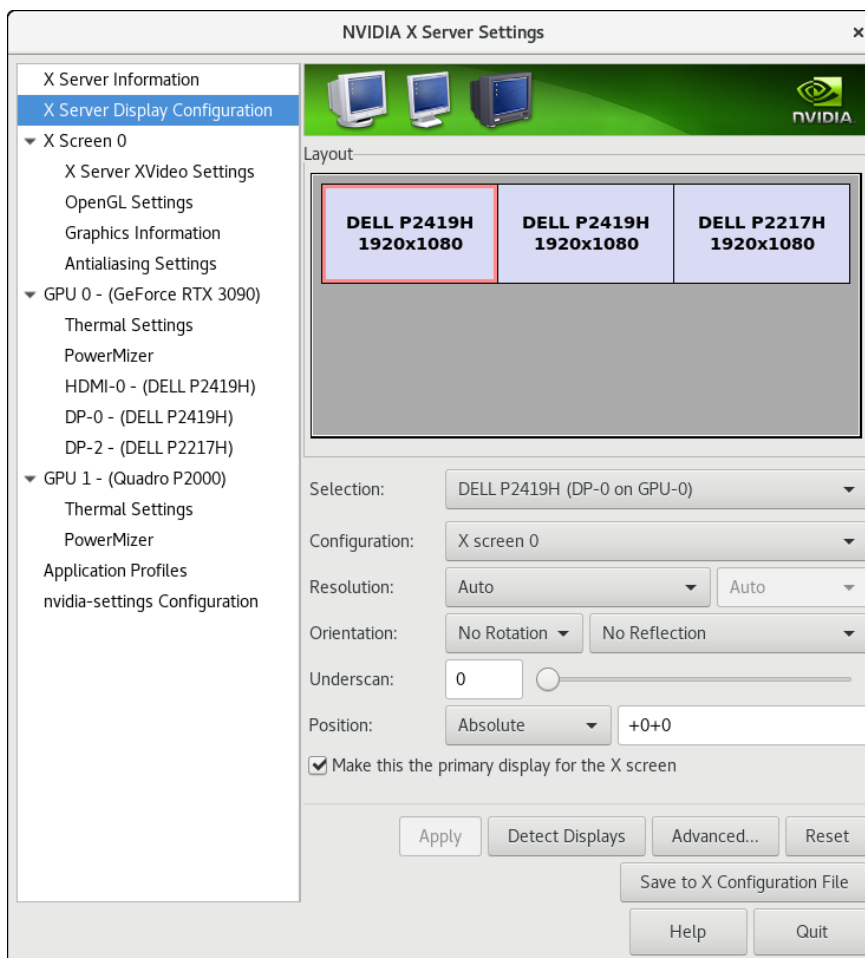 NVIDIA X Server Settings
X Server Information
X Server Display Configuration
X Screen 0
X Server XVideo Settings
OpenGL Settings
Graphics Information
Antialiasing Settings
GPU 0 - (GeForce RTX 3090)
Thermal Settings
PowerMizer
HDMI-0 - (DELL P2419H)
DP-0 - (DELL P2419H)
DP-2 - (DELL P2217H)
GPU 1 - (Quadro P2000)
Thermal Settings
PowerMizer
Application Profiles
nvidia-settings Configuration
NVIDIA.
Layout
DELL P2419H
1920x1080
DELL P2419H
1920x1080
DELL P2217H
1920x1080
Selection: DELL P2419H (DP-0 on GPU-0)
Configuration: X screen 0
Resolution: Auto Auto
Orientation: No Rotation No Reflection
Underscan: 0
Position: Absolute +0+0
Make this the primary display for the X screen
Apply Detect Displays Advanced... Reset
Save to X Configuration File
Help Quit